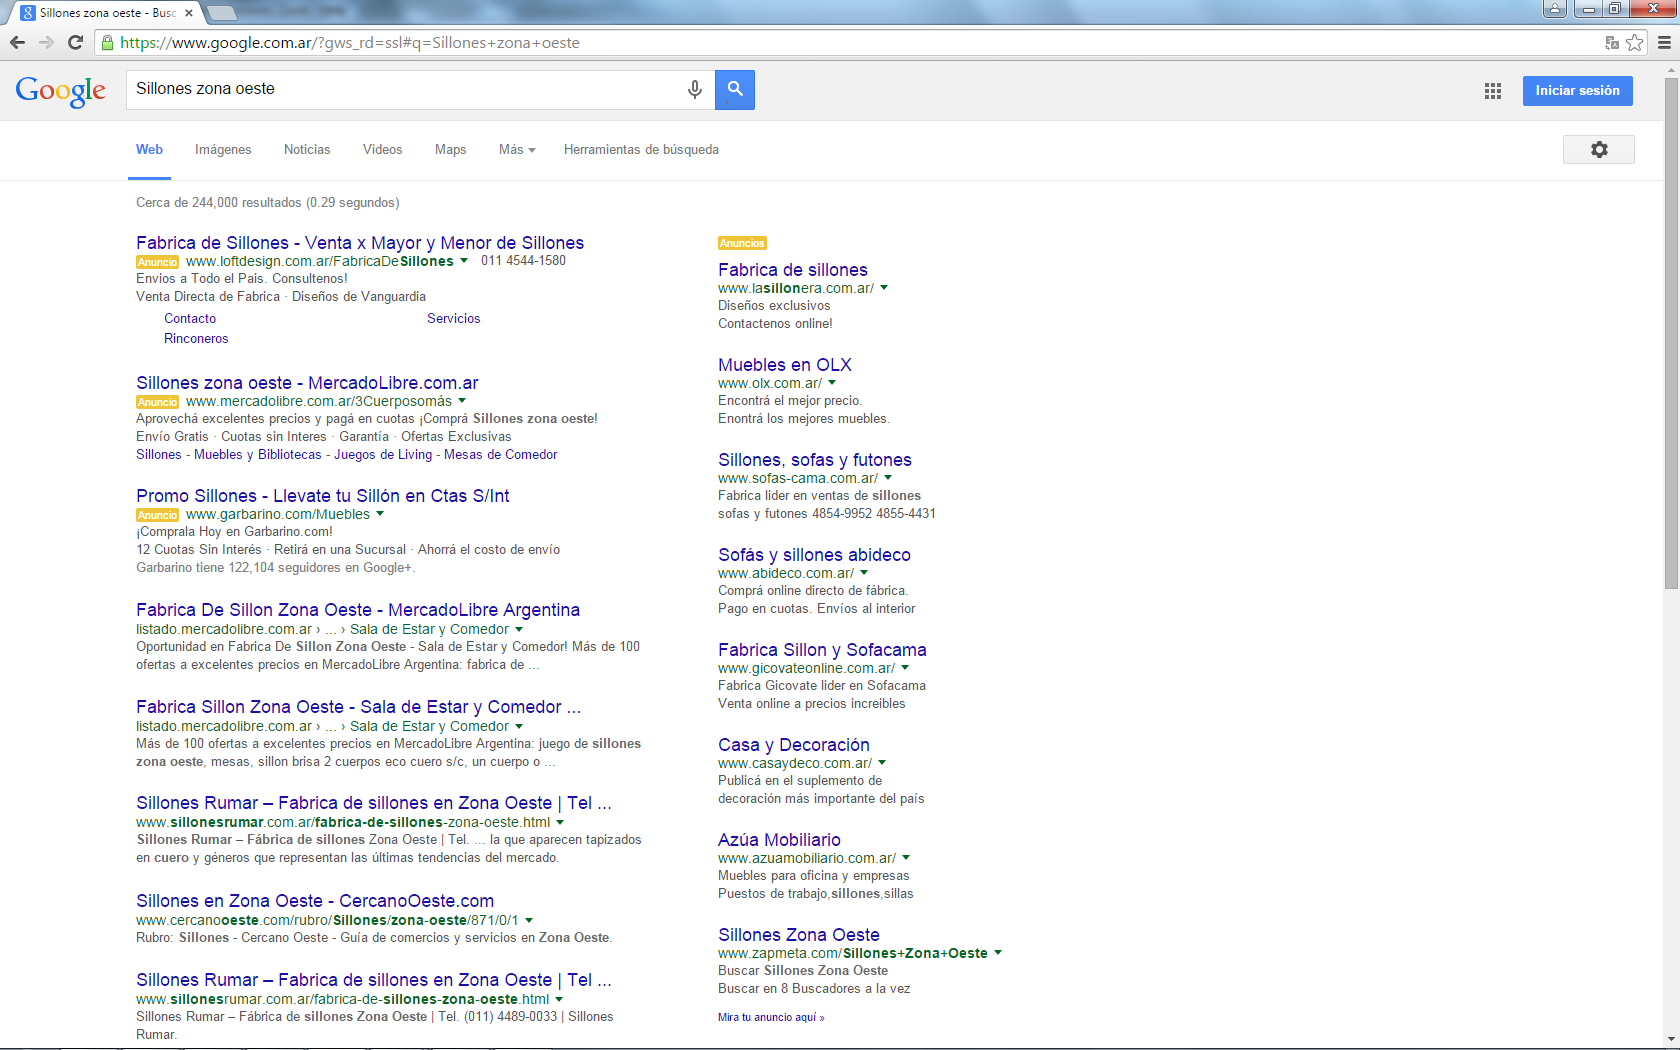 Sillones zona oeste - Busc
https://www.google.com.ar/?gws_rd=ssl#q=Sillones+zona+oeste
Google
Sillones zona oeste
Iniciar sesión
Web
Imágenes
Noticias
Videos
Maps
Más
Herramientas de búsqueda
Cerca de 244,000 resultados (0.29 segundos)
Fabrica de Sillones - Venta x Mayor y Menor de Sillones
Anuncio www.loftdesign.com.ar/FabricaDeSillones 011 4544-1580
Envios a Todo el Pais. Consultenos!
Venta Directa de Fabrica · Diseños de Vanguardia
Contacto Servicios
Rinconeros
Sillones zona oeste - MercadoLibre.com.ar
Anuncio www.mercadolibre.com.ar/3Cuerposomás
Aprovechá excelentes precios y pagá en cuotas ¡Comprá Sillones zona oeste!
Envío Gratis · Cuotas sin Interes · Garantía · Ofertas Exclusivas
Sillones - Muebles y Bibliotecas - Juegos de Living - Mesas de Comedor
Promo Sillones - Llevate tu Sillón en Ctas S/Int
Anuncio www.garbarino.com/Muebles
¡Comprala Hoy en Garbarino.com!
12 Cuotas Sin Interés · Retirá en una Sucursal · Ahorrá el costo de envío
Garbarino tiene 122,104 seguidores en Google+.
Fabrica De Sillon Zona Oeste - MercadoLibre Argentina
listado.mercadolibre.com.ar › ... › Sala de Estar y Comedor
Oportunidad en Fabrica De Sillon Zona Oeste - Sala de Estar y Comedor! Más de 100
ofertas a excelentes precios en MercadoLibre Argentina: fabrica de ...
Fabrica Sillon Zona Oeste - Sala de Estar y Comedor ...
listado.mercadolibre.com.ar › ... › Sala de Estar y Comedor
Más de 100 ofertas a excelentes precios en MercadoLibre Argentina: juego de sillones
zona oeste, mesas, sillon brisa 2 cuerpos eco cuero s/c, un cuerpo o ...
Sillones Rumar – Fabrica de sillones en Zona Oeste | Tel ...
www.sillonesrumar.com.ar/fabrica-de-sillones-zona-oeste.html
Sillones Rumar – Fábrica de sillones Zona Oeste | Tel. ... la que aparecen tapizados
en cuero y géneros que representan las últimas tendencias del mercado.
Sillones en Zona Oeste - CercanoOeste.com
www.cercanooeste.com/rubro/Sillones/zona-oeste/871/0/1
Rubro: Sillones - Cercano Oeste - Guía de comercios y servicios en Zona Oeste.
Sillones Rumar – Fabrica de sillones en Zona Oeste | Tel ...
www.sillonesrumar.com.ar/fabrica-de-sillones-zona-oeste.html
Sillones Rumar – Fábrica de sillones Zona Oeste | Tel. (011) 4489-0033 | Sillones
Rumar.
Anuncios
Fabrica de sillones
www.lasillonera.com.ar/
Diseños exclusivos
Contactenos online!
Muebles en OLX
www.olx.com.ar/
Encontrá el mejor precio.
Enontrá los mejores muebles.
Sillones, sofas y futones
www.sofas-cama.com.ar/
Fabrica lider en ventas de sillones
sofas y futones 4854-9952 4855-4431
Sofás y sillones abideco
www.abideco.com.ar/
Comprá online directo de fábrica.
Pago en cuotas. Envíos al interior
Fabrica Sillon y Sofacama
www.gicovateonline.com.ar/
Fabrica Gicovate lider en Sofacama
Venta online a precios increibles
Casa y Decoración
www.casaydeco.com.ar/
Publicá en el suplemento de
decoración más importante del país
Azúa Mobiliario
www.azuamobiliario.com.ar/
Muebles para oficina y empresas
Puestos de trabajo,sillones,sillas
Sillones Zona Oeste
www.zapmeta.com/Sillones+Zona+Oeste
Buscar Sillones Zona Oeste
Buscar en 8 Buscadores a la vez
Mira tu anuncio aquí »